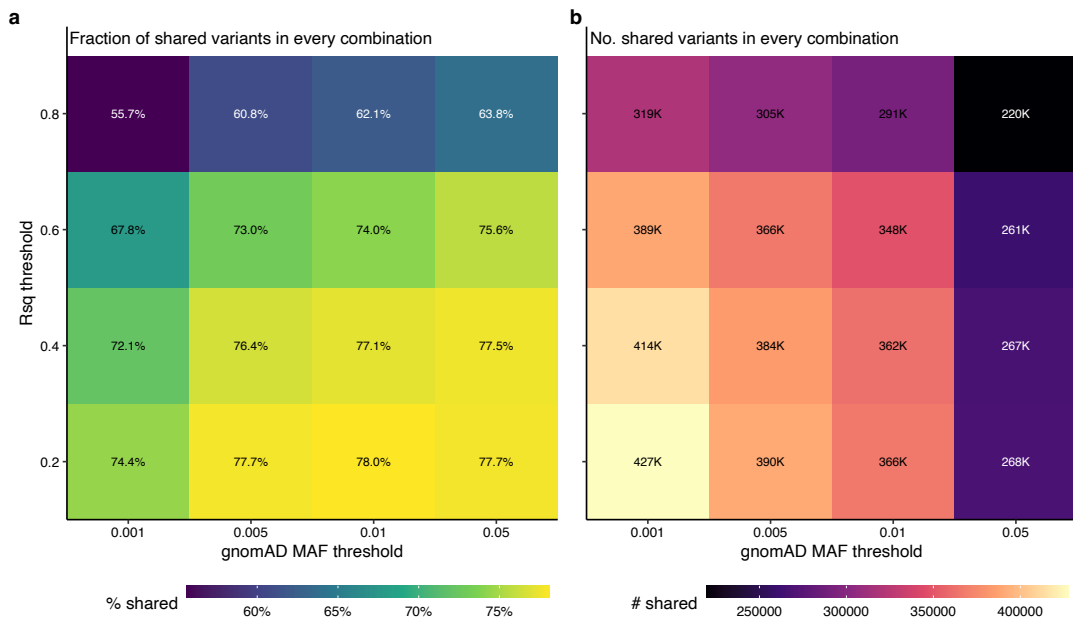 a
Fraction of shared variants in every combination
Rsq threshold
0.8
55.7% 60.8% 62.1% 63.8%
0.6
67.8% 73.0% 74.0% 75.6%
0.4
72.1% 76.4% 77.1% 77.5%
0.2
74.4% 77.7% 78.0% 77.7%
0.001 0.005 0.01 0.05
gnomAD MAF threshold
% shared
60% 65% 70% 75%
b
No. shared variants in every combination
319K 305K 291K 220K
389K 366K 348K 261K
414K 384K 362K 267K
427K 390K 366K 268K
0.001 0.005 0.01 0.05
gnomAD MAF threshold
# shared
250000 300000 350000 400000